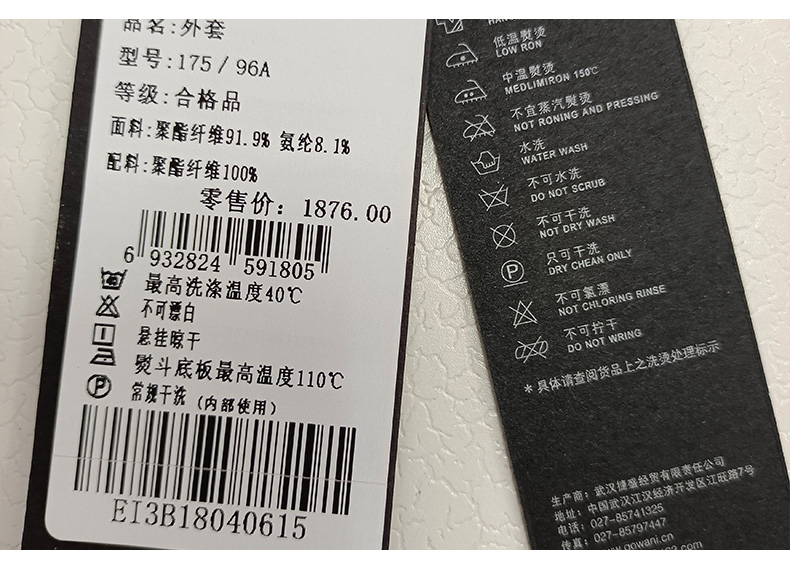 品名:外套
型号:175/96A
等级:合格品
面料:聚酯纤维91.9% 氨纶8.1%
配料:聚酯纤维100%
零售价: 1876.00
6 932824 591805
最高洗涤温度40℃
不可漂白
悬挂晾干
熨斗底板最高温度110℃
常规干洗 (内部使用)
EI3B18040615
低温熨烫
LOW RON
中温熨烫
MEDLIMIRON 150℃
不宜蒸汽熨烫
NOT RONING AND PRESSING
水洗
WATER WASH
不可水洗
DO NOT SCRUB
不可干洗
NOT DRY WASH
只可干洗
DRY CHEAN ONLY
不可氯漂
NOT CHLORING RINSE
不可拧干
DO NOT WRING
*具体请查阅货品上之洗烫处理标示
生产商: 武汉捷盛经贸有限责任公司
地址: 中国武汉江汉经济开发区江旺路7号
电话: 027-85741325
传真: 027-85797447